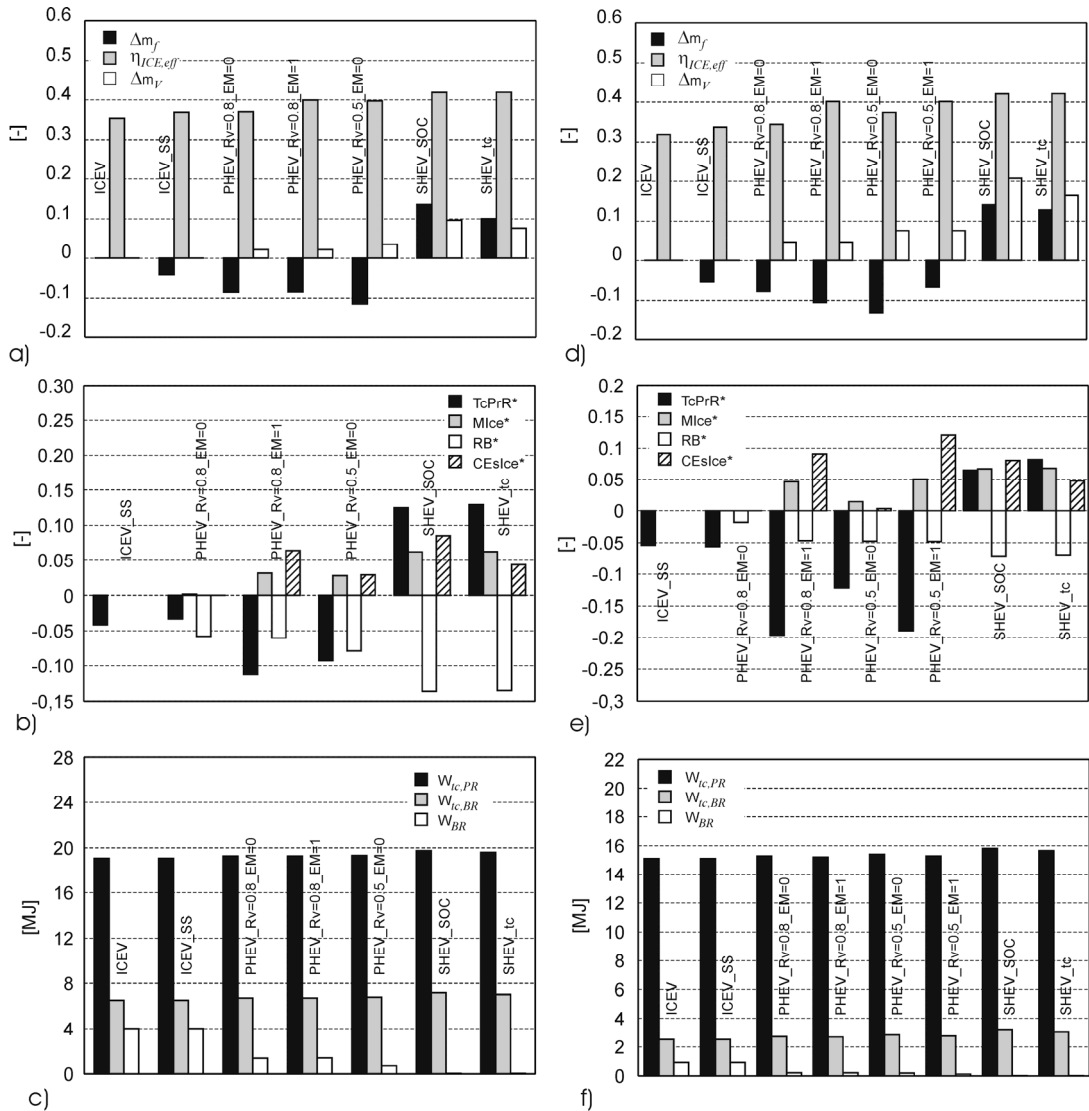 0.6
0.5
0.4
0.3
0.2
0.1
0
-0.1
-0.2
[-]
Δm_f
η_ICE,eff
Δm_V
ICEV
ICEV_SS
PHEV_Rv=0.8_EM=0
PHEV_Rv=0.8_EM=1
PHEV_Rv=0.5_EM=0
SHEV_SOC
SHEV_tc
a)
0.6
0.5
0.4
0.3
0.2
0.1
0
-0.1
-0.2
[-]
Δm_f
η_ICE,eff
Δm_V
ICEV
ICEV_SS
PHEV_Rv=0.8_EM=0
PHEV_Rv=0.8_EM=1
PHEV_Rv=0.5_EM=0
PHEV_Rv=0.5_EM=1
SHEV_SOC
SHEV_tc
d)
0.30
0.25
0.20
0.15
0.10
0.05
0
-0.05
-0.10
-0,15
[-]
TcPrR*
MIce*
RB*
CEsIce*
ICEV_SS
PHEV_Rv=0.8_EM=0
PHEV_Rv=0.8_EM=1
PHEV_Rv=0.5_EM=0
SHEV_SOC
SHEV_tc
b)
0.2
0.15
0.1
0.05
0
-0.05
-0.1
-0.15
-0.2
-0.25
-0,3
[-]
TcPrR*
MIce*
RB*
CEsIce*
ICEV_SS
PHEV_Rv=0.8_EM=0
PHEV_Rv=0.8_EM=1
PHEV_Rv=0.5_EM=0
PHEV_Rv=0.5_EM=1
SHEV_SOC
SHEV_tc
e)
28
24
20
16
12
8
4
0
[MJ]
W_tc,PR
W_tc,BR
W_BR
ICEV
ICEV_SS
PHEV_Rv=0.8_EM=0
PHEV_Rv=0.8_EM=1
PHEV_Rv=0.5_EM=0
SHEV_SOC
SHEV_tc
c)
22
20
18
16
14
12
10
8
6
4
2
0
[MJ]
W_tc,PR
W_tc,BR
W_BR
ICEV
ICEV_SS
PHEV_Rv=0.8_EM=0
PHEV_Rv=0.8_EM=1
PHEV_Rv=0.5_EM=0
PHEV_Rv=0.5_EM=1
SHEV_SOC
SHEV_tc
f)